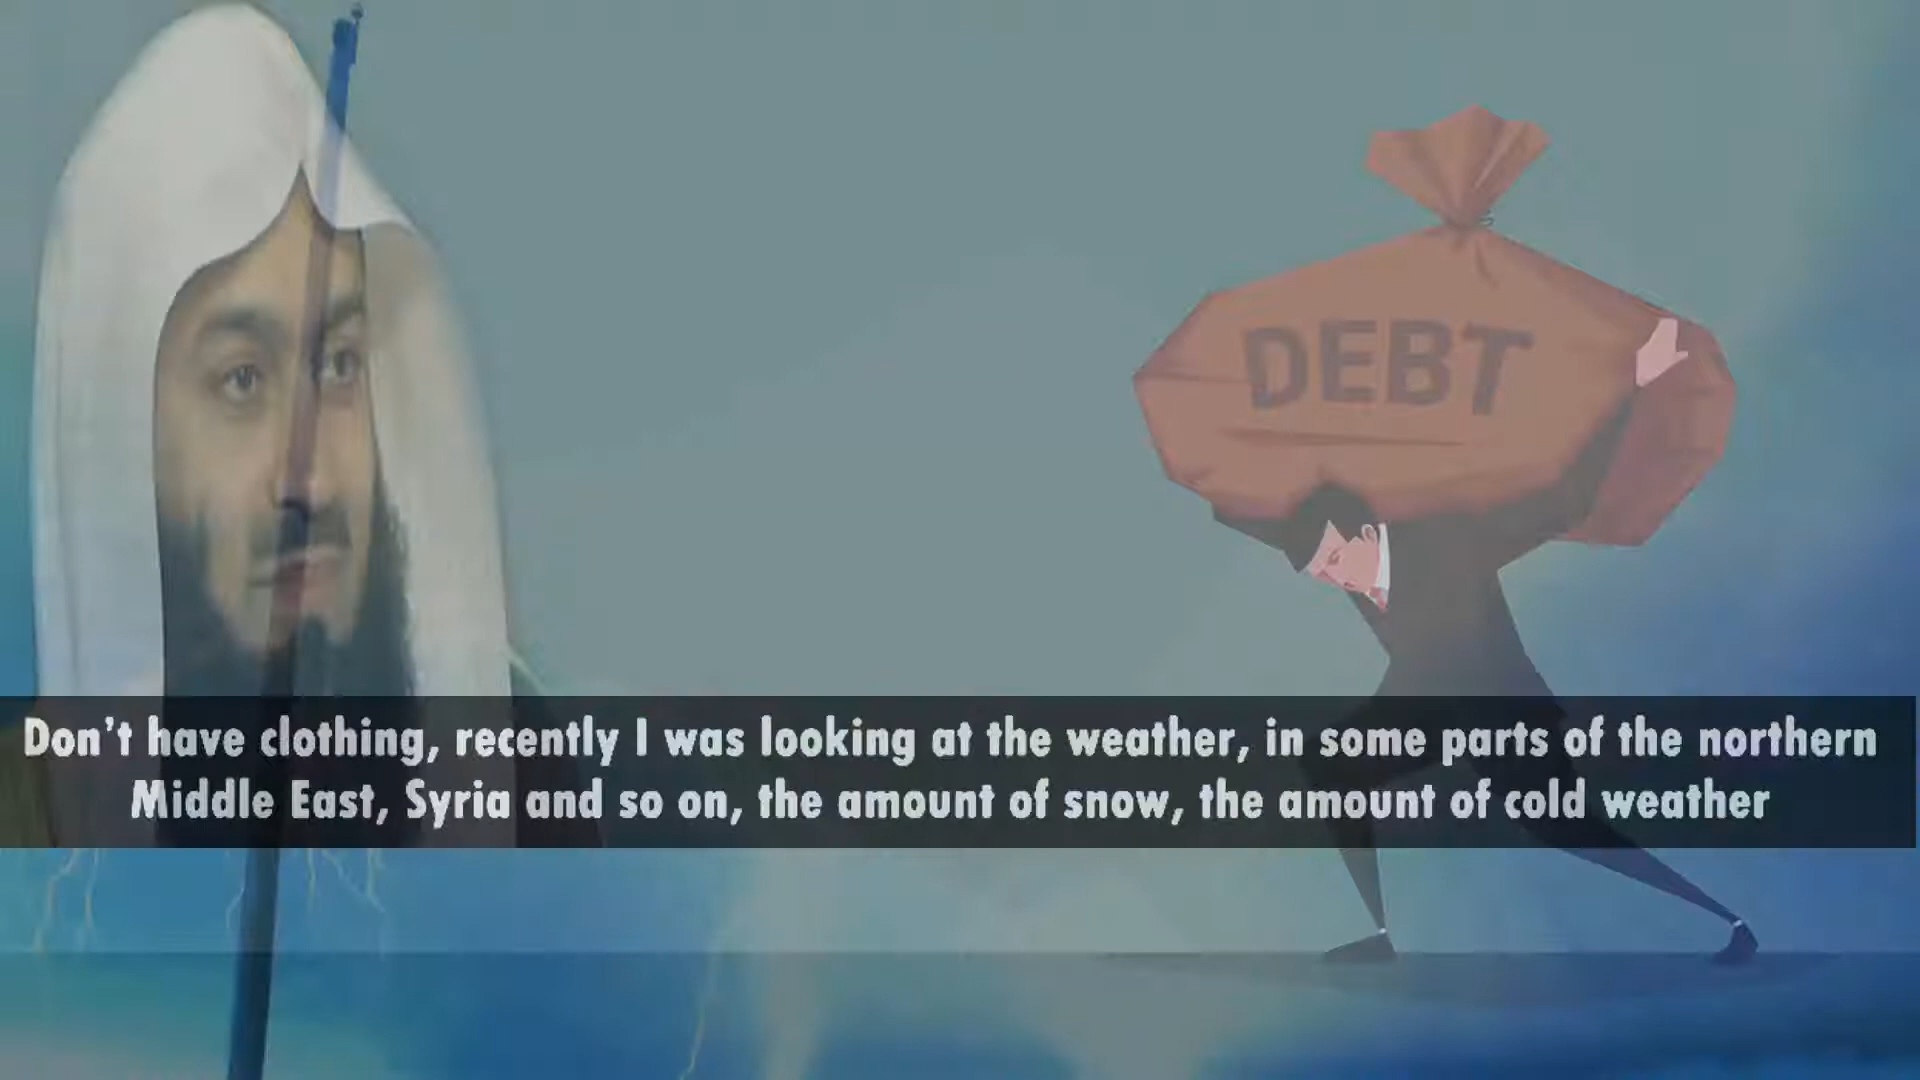 DEBT
Don't have clothing, recently I was looking at the weather, in some parts of the northern
Middle East, Syria and so on, the amount of snow, the amount of cold weather